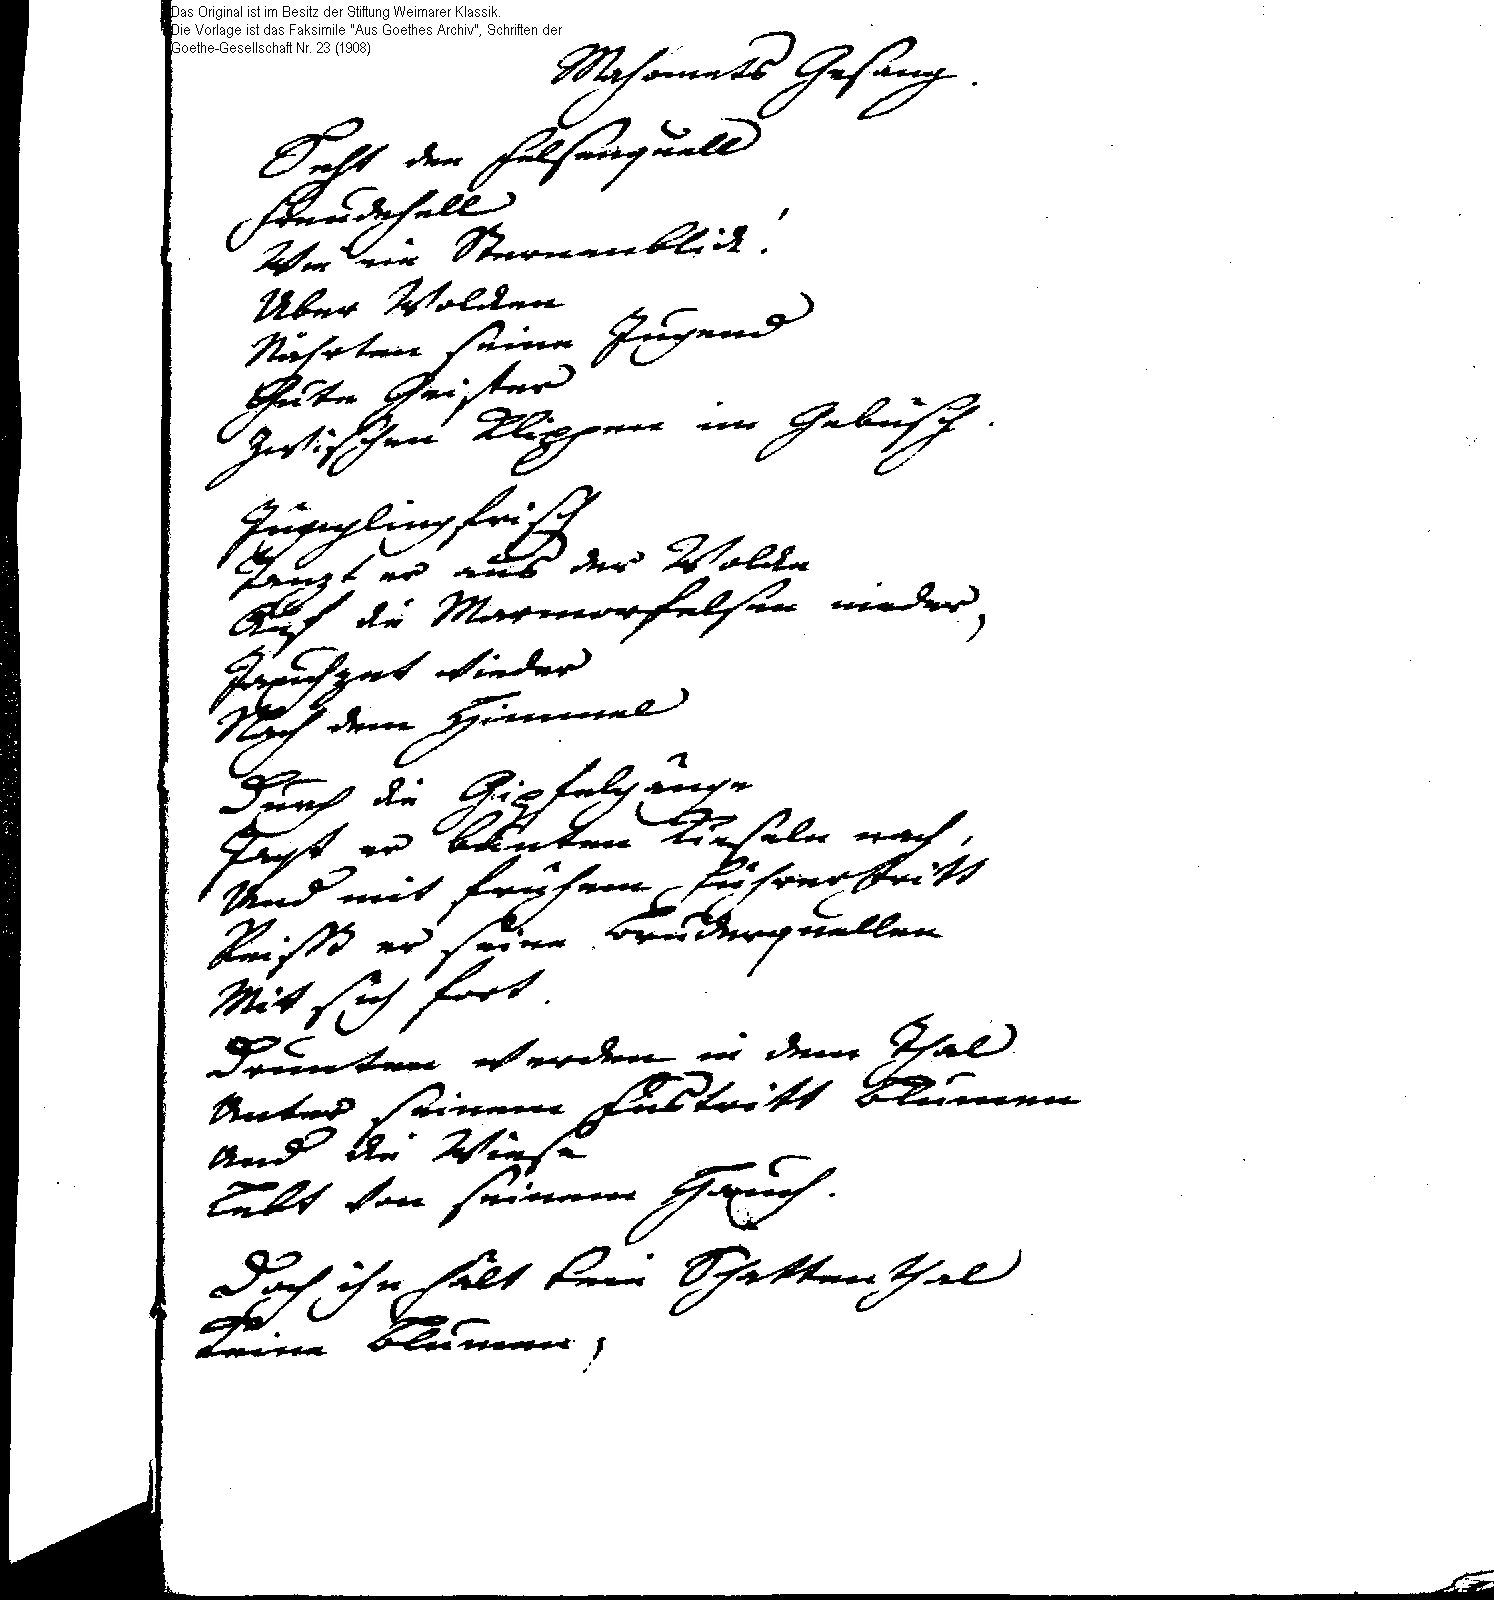 Das Original ist im Besitz der Stiftung Weimarer Klassik.
Die Vorlage ist das Faksimile "Aus Goethes Archiv", Schriften der
Goethe-Gesellschaft Nr. 23 (1908)
Mahomets Gesang.
Seht den Felsenquell
Freudehell
Wie ein Sternenblick!
Über Wolcken
Nährten seine Jugend
Gute Geister
Zwischen Klippen im Gebüsch.
Jünglingfrisch
Tanzt er aus der Wolcke
Auf die Marmorfelsen nieder,
Jauchzet wieder
Nach dem Himmel
Durch die Gipfelgänge
Jagt er bunten Kieseln nach,
Und mit frühem Führertritt
Reisst er seine Bruderquellen
Mit sich fort.
Drunten werden in dem Thal
Unter seinem Fustritt Blumen
Und die Wiese
Lebt von seinem Hauch.
Doch ihn hält kein Schattenthal
Keine Blumen,